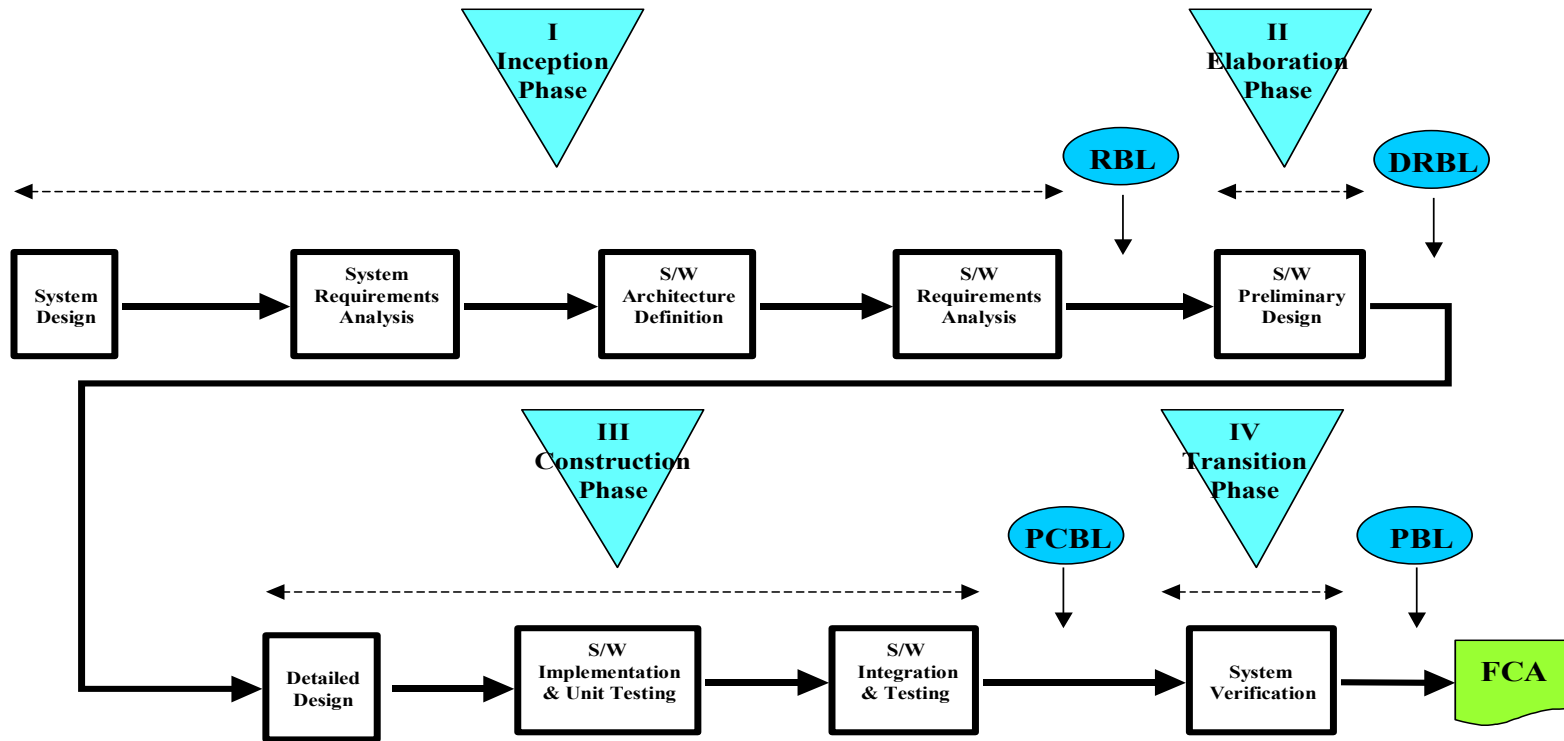 I
Inception
Phase
II
Elaboration
Phase
RBL
DRBL
System
Design
System
Requirements
Analysis
S/W
Architecture
Definition
S/W
Requirements
Analysis
S/W
Preliminary
Design
III
Construction
Phase
IV
Transition
Phase
PCBL
PBL
Detailed
Design
S/W
Implementation
& Unit Testing
S/W
Integration
& Testing
System
Verification
FCA